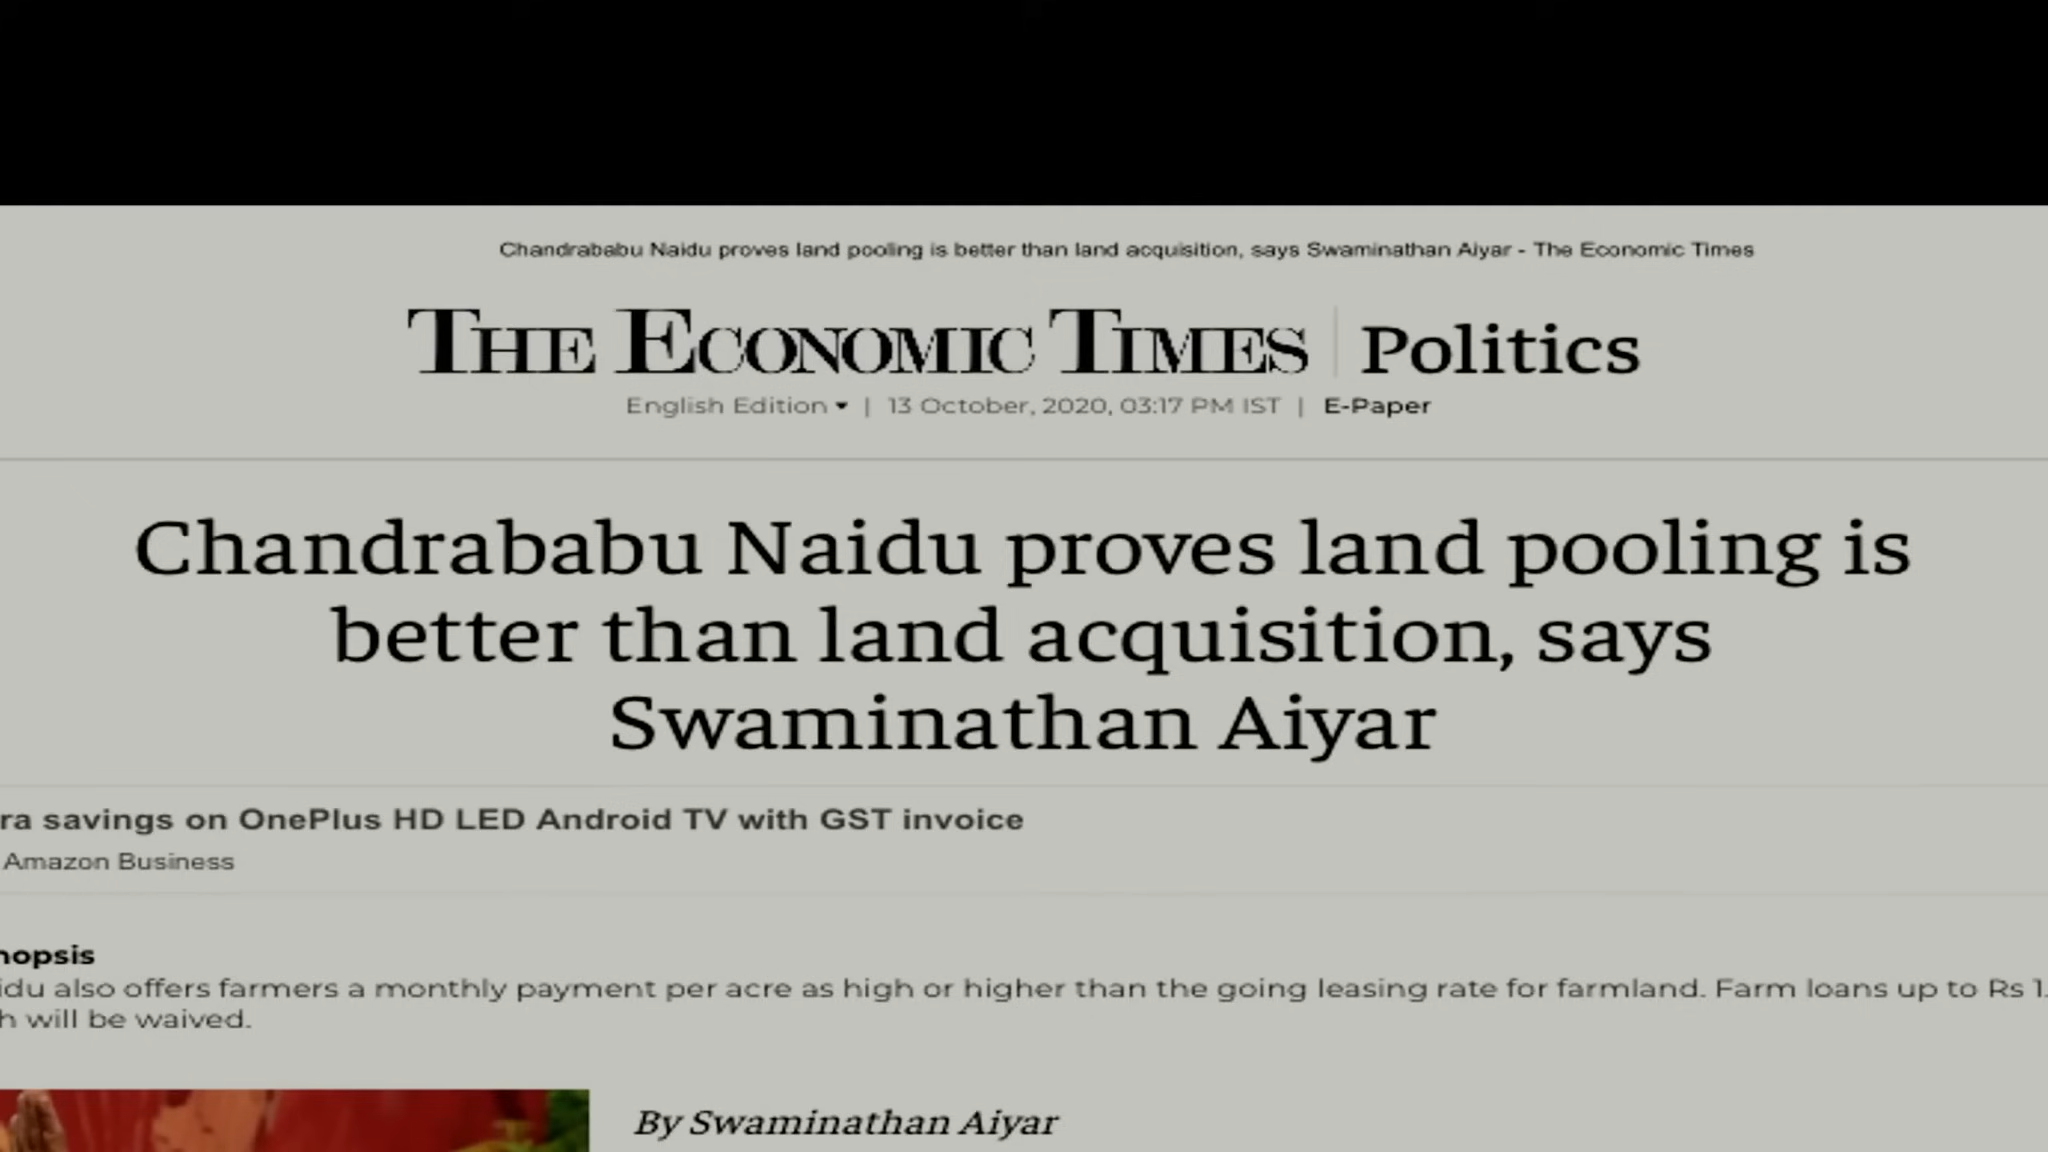 Chandrababu Naidu proves land pooling is better than land acquisition, says Swaminathan Aiyar - The Economic Times
THE ECONOMIC TIMES | Politics
English Edition ▾ | 13 October, 2020, 03:17 PM IST | E-Paper
Chandrababu Naidu proves land pooling is
better than land acquisition, says
Swaminathan Aiyar
ra savings on OnePlus HD LED Android TV with GST invoice
Amazon Business
nopsis
idu also offers farmers a monthly payment per acre as high or higher than the going leasing rate for farmland. Farm loans up to Rs 1.
h will be waived.
By Swaminathan Aiyar